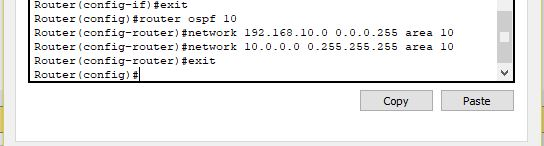 Router(config-if)#exit
Router(config)#router ospf 10
Router(config-router)#network 192.168.10.0 0.0.0.255 area 10
Router(config-router)#network 10.0.0.0 0.255.255.255 area 10
Router(config-router)#exit
Router(config)#
Copy
Paste